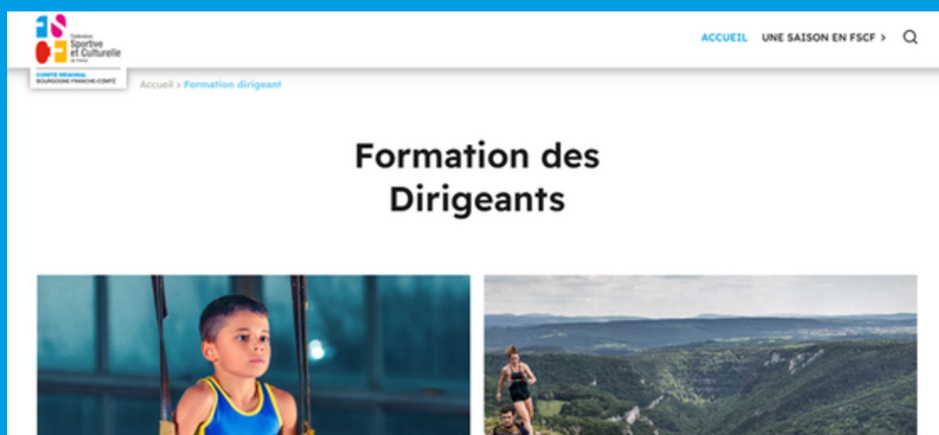 Fédération
Sportive
et Culturelle
de France
COMITÉ RÉGIONAL
BOURGOGNE FRANCHE-COMTÉ
ACCUEIL UNE SAISON EN FSCF >
Accueil > Formation dirigeant
Formation des
Dirigeants